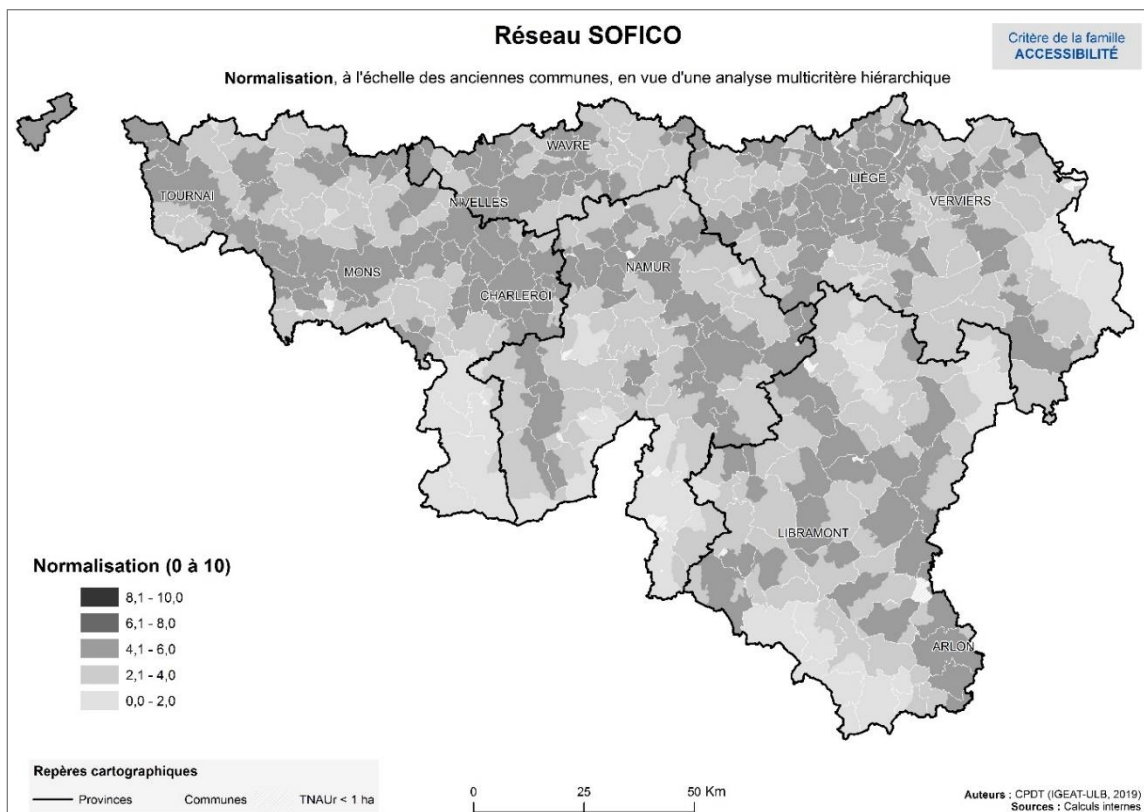 Réseau SOFICO
Critère de la famille
ACCESSIBILITÉ
Normalisation, à l'échelle des anciennes communes, en vue d'une analyse multicritère hiérarchique
WAVRE
TOURNAI
NIVELLES
LIÈGE
VERVIERS
MONS
NAMUR
CHARLEROI
LIBRAMONT
ARLON
Normalisation (0 à 10)
8,1 - 10,0
6,1 - 8,0
4,1 - 6,0
2,1 - 4,0
0,0 - 2,0
Repères cartographiques
Provinces Communes TNAUr < 1 ha
0 25 50 Km
Auteurs : CPDT (IGEAT-ULB, 2019)
Sources : Calculs internes